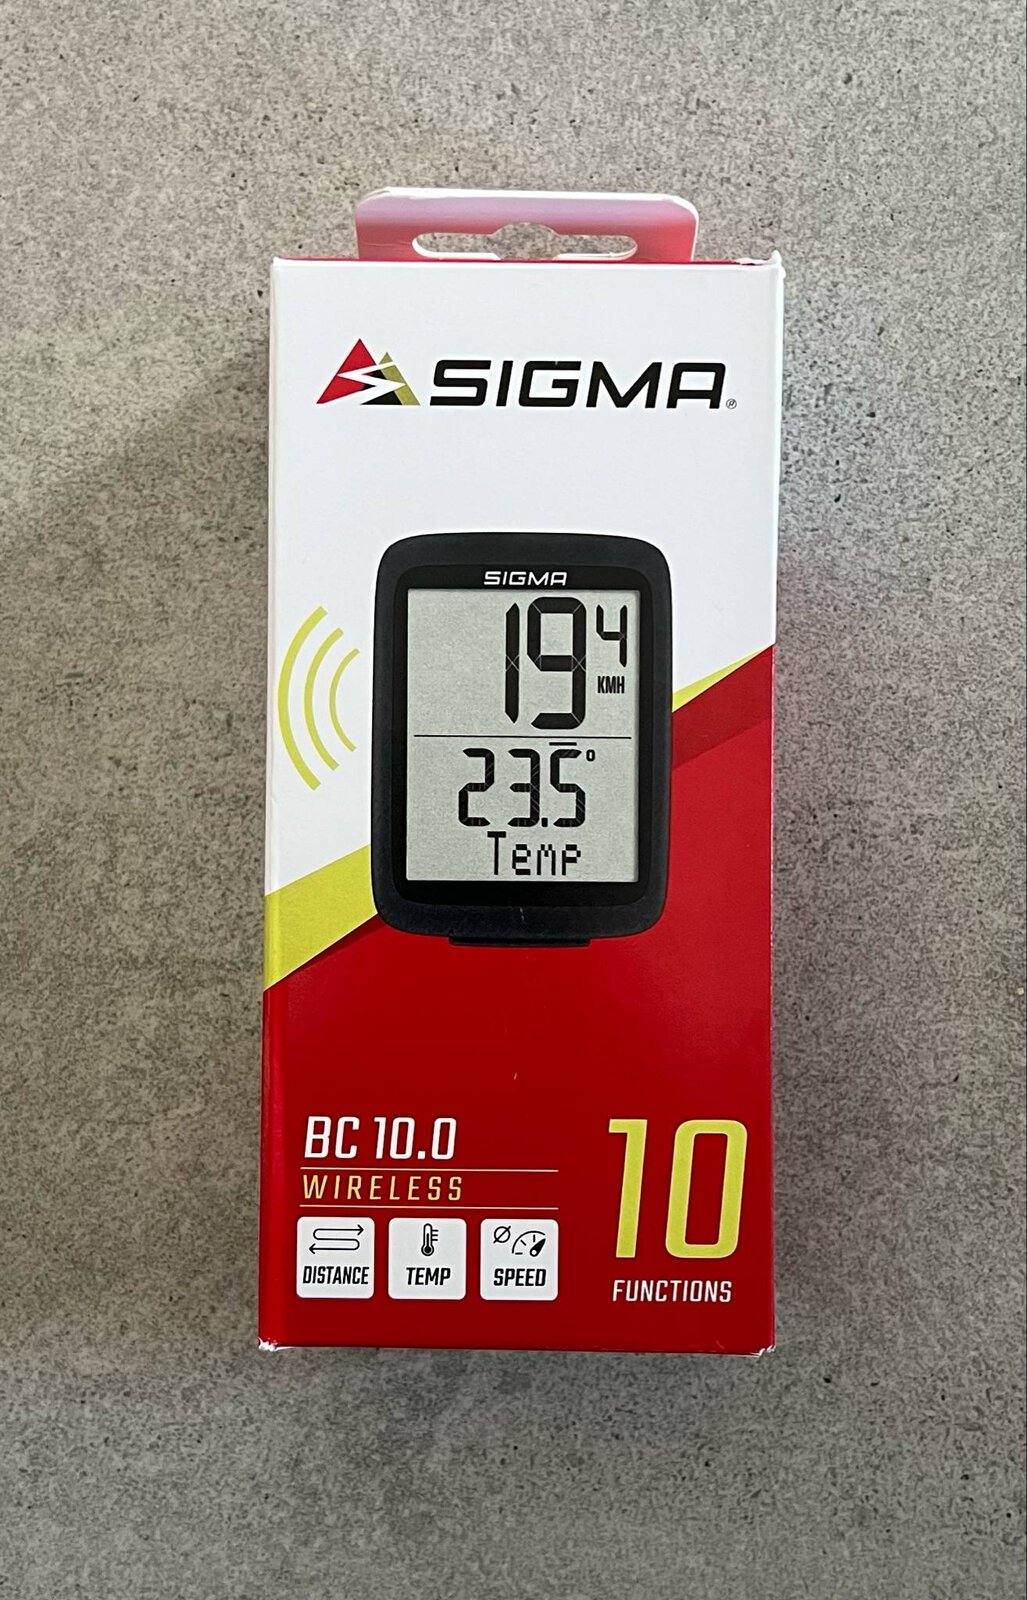 SIGMA®
SIGMA
19 4
KMH
23.5°
Temp
BC 10.0
WIRELESS
DISTANCE
TEMP
SPEED
10
FUNCTIONS